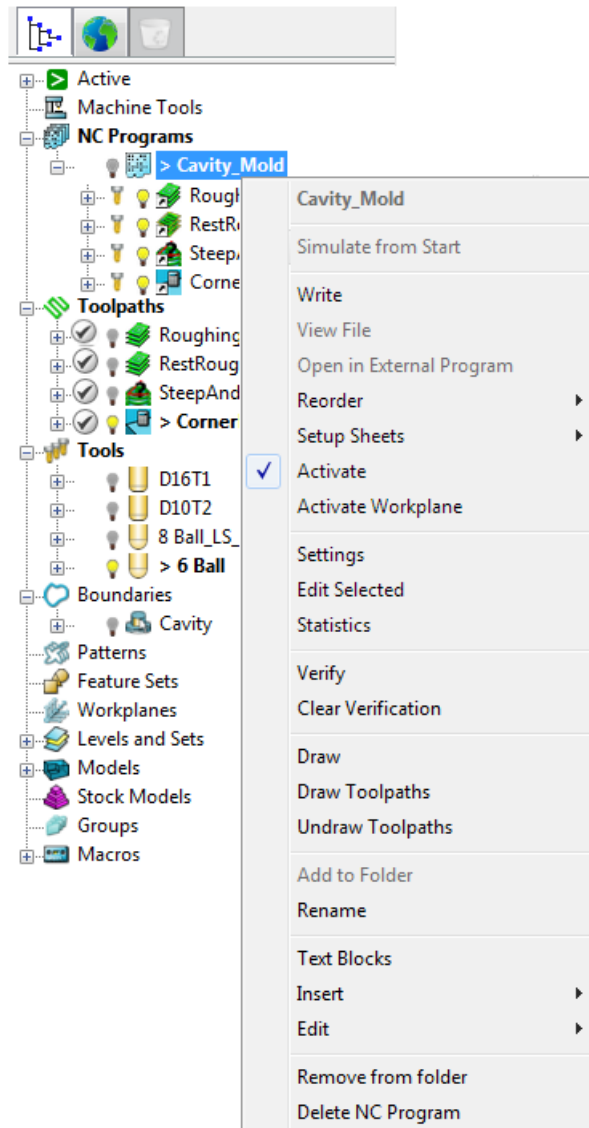 Active
Machine Tools
NC Programs
> Cavity_Mold
Rough
RestR
Steep
Corne
Toolpaths
Roughing
RestRoug
SteepAnd
> Corner
Tools
D16T1
D10T2
8 Ball_LS_
> 6 Ball
Boundaries
Cavity
Patterns
Feature Sets
Workplanes
Levels and Sets
Models
Stock Models
Groups
Macros
Cavity_Mold
Simulate from Start
Write
View File
Open in External Program
Reorder
Setup Sheets
Activate
Activate Workplane
Settings
Edit Selected
Statistics
Verify
Clear Verification
Draw
Draw Toolpaths
Undraw Toolpaths
Add to Folder
Rename
Text Blocks
Insert
Edit
Remove from folder
Delete NC Program